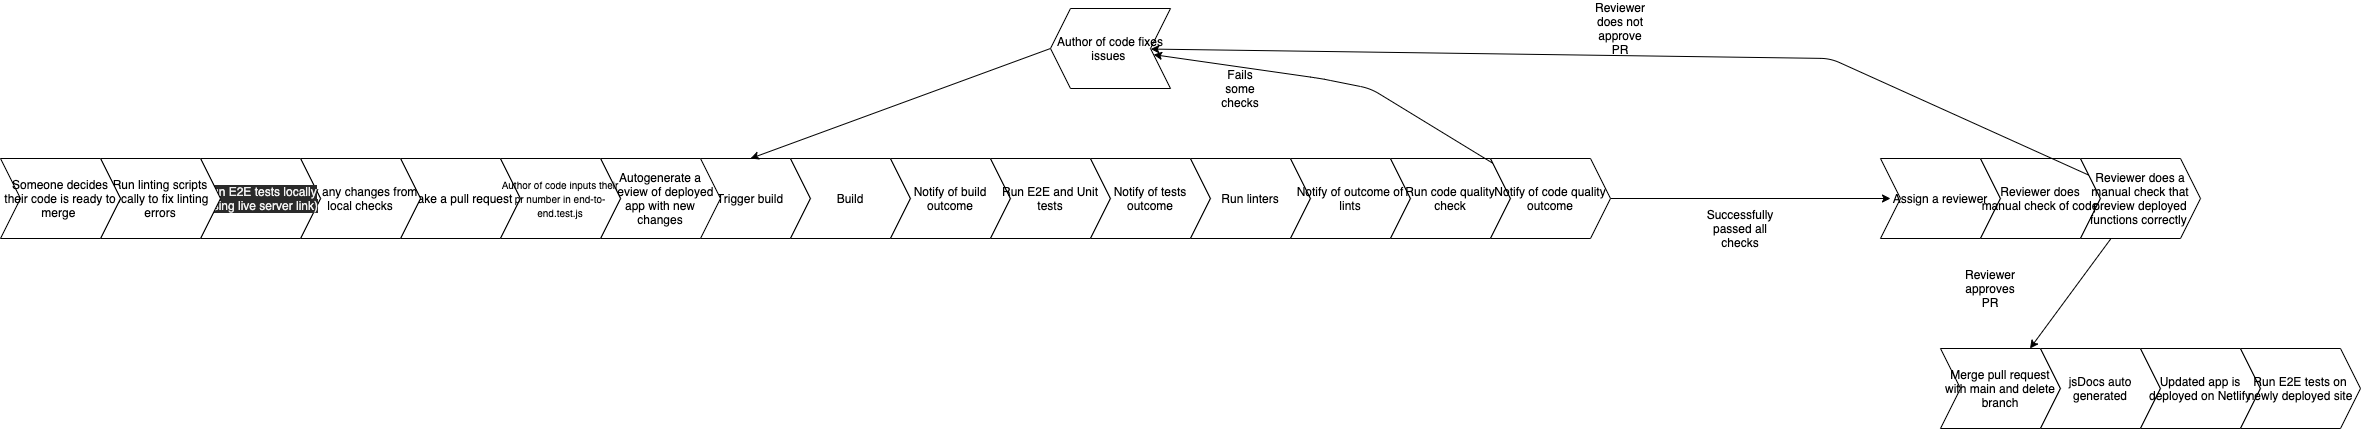 Reviewer
does not
approve
PR
Author of code fixes
issues
Fails
some
checks
Someone decides
their code is ready to
merge
Run linting scripts
cally to fix linting
errors
n E2E tests locally
ing live server link)
any changes from
local checks
ake a pull request
Author of code inputs their
pr number in end-to-
end.test.js
Autogenerate a
eview of deployed
app with new
changes
Trigger build
Build
Notify of build
outcome
Run E2E and Unit
tests
Notify of tests
outcome
Run linters
Notify of outcome of
lints
Run code quality
check
Notify of code quality
outcome
Successfully
passed all
checks
Assign a reviewer
Reviewer does
manual check of code
Reviewer does a
manual check that
preview deployed
functions correctly
Reviewer
approves
PR
Merge pull request
with main and delete
branch
jsDocs auto
generated
Updated app is
deployed on Netlify
Run E2E tests on
newly deployed site